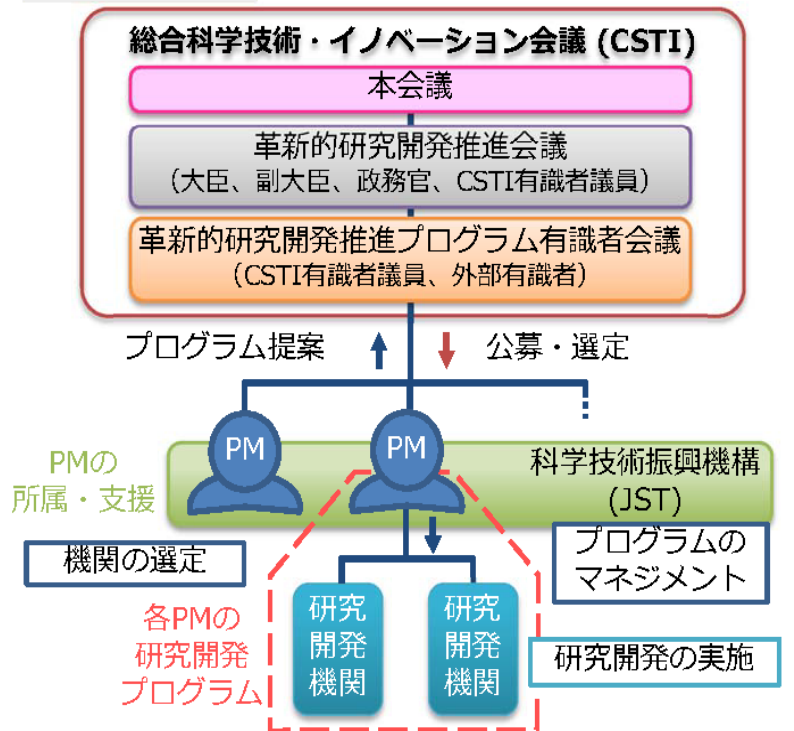 総合科学技術・イノベーション会議 (CSTI)
本会議
革新的研究開発推進会議
（大臣、副大臣、政務官、CSTI有識者議員）
革新的研究開発推進プログラム有識者会議
（CSTI有識者議員、外部有識者）
プログラム提案
公募・選定
PM
PM
PMの
所属・支援
科学技術振興機構
(JST)
機関の選定
プログラムの
マネジメント
各PMの
研究開発
プログラム
研究
開発
機関
研究
開発
機関
研究開発の実施